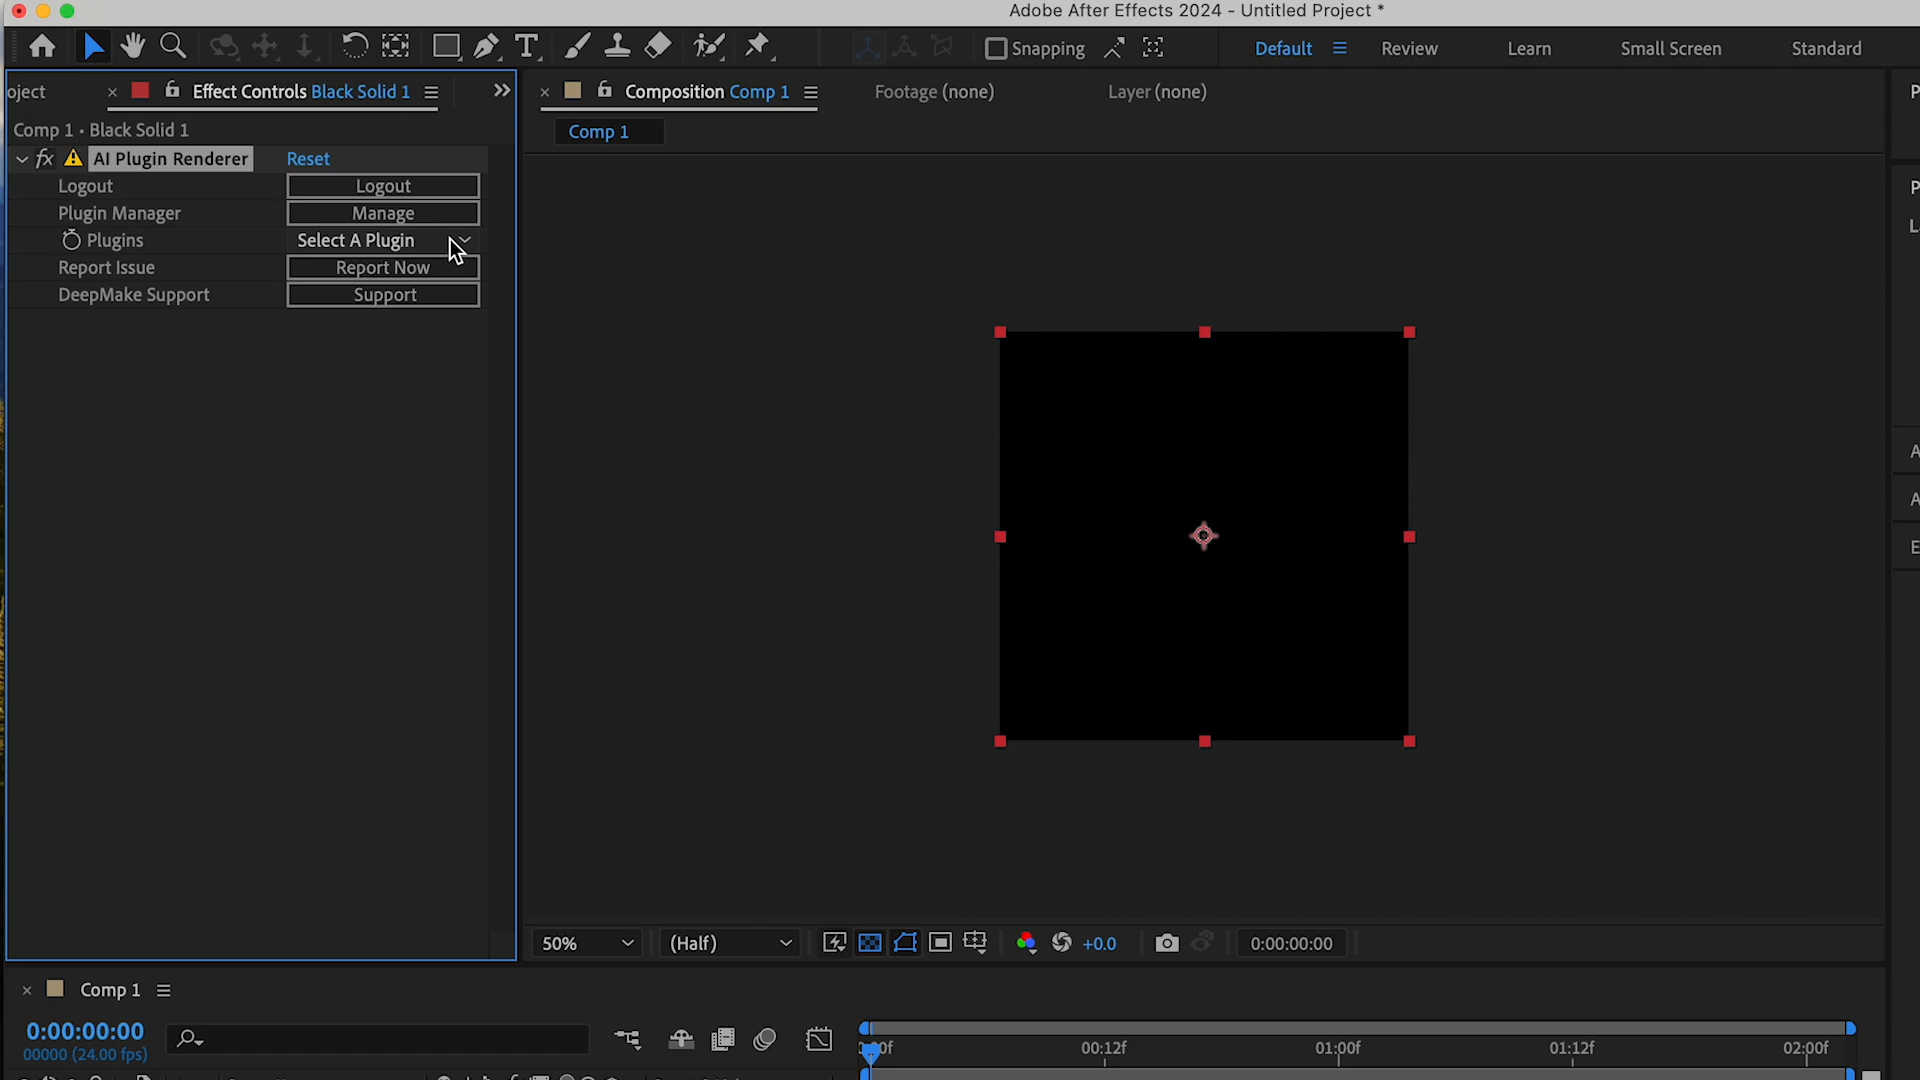 Adobe After Effects 2024 - Untitled Project *
Snapping
Default
Review
Learn
Small Screen
Standard
oject
Effect Controls Black Solid 1
Composition Comp 1
Footage (none)
Layer (none)
Comp 1 • Black Solid 1
Comp 1
fx AI Plugin Renderer
Reset
Logout
Logout
Plugin Manager
Manage
Plugins
Select A Plugin
Report Issue
Report Now
DeepMake Support
Support
50%
(Half)
+0.0
0:00:00:00
Comp 1
0:00:00:00
00000 (24.00 fps)
00:12f
01:00f
01:12f
02:00f